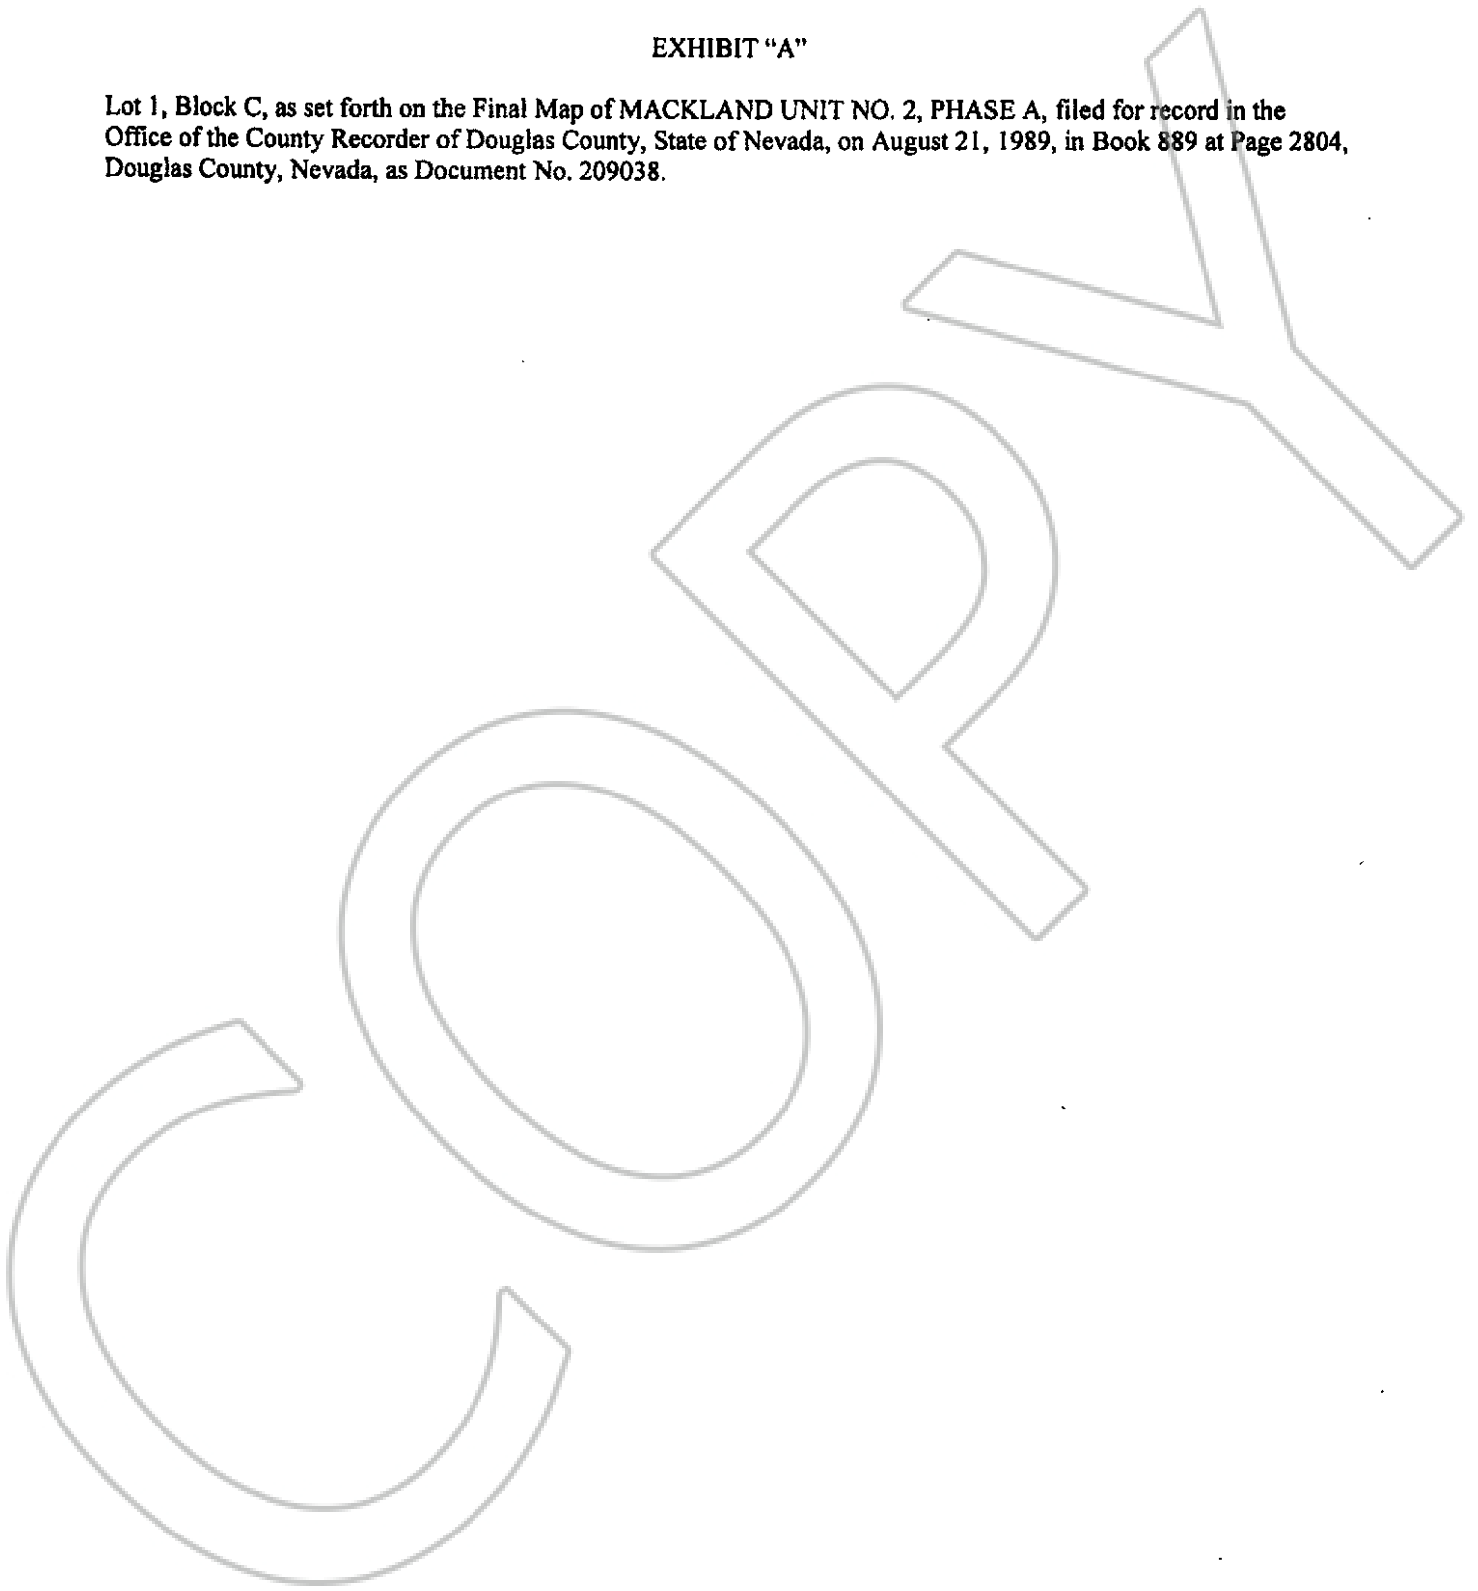 EXHIBIT “A”
Lot 1, Block C, as set forth on the Final Map of MACKLAND UNIT NO. 2, PHASE A, filed for record in the
Office of the County Recorder of Douglas County, State of Nevada, on August 21, 1989, in Book 889 at Page 2804,
Douglas County, Nevada, as Document No. 209038.
COPY